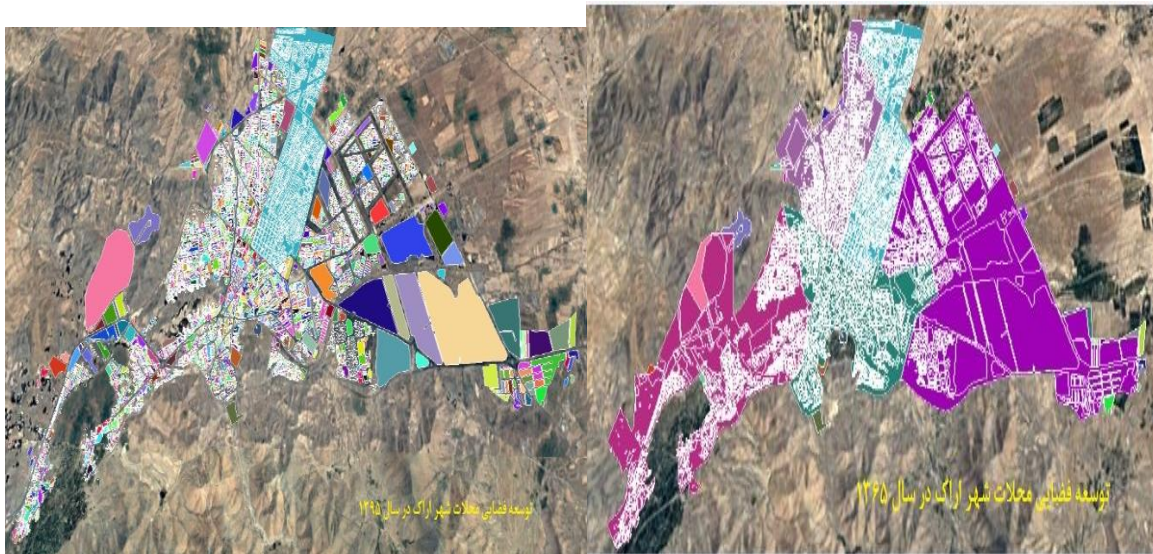 توسعه فضایی محلات شهر اراک در سال ۱۳۹۵
توسعه فضایی محلات شهر اراک در سال ۱۳۶۵